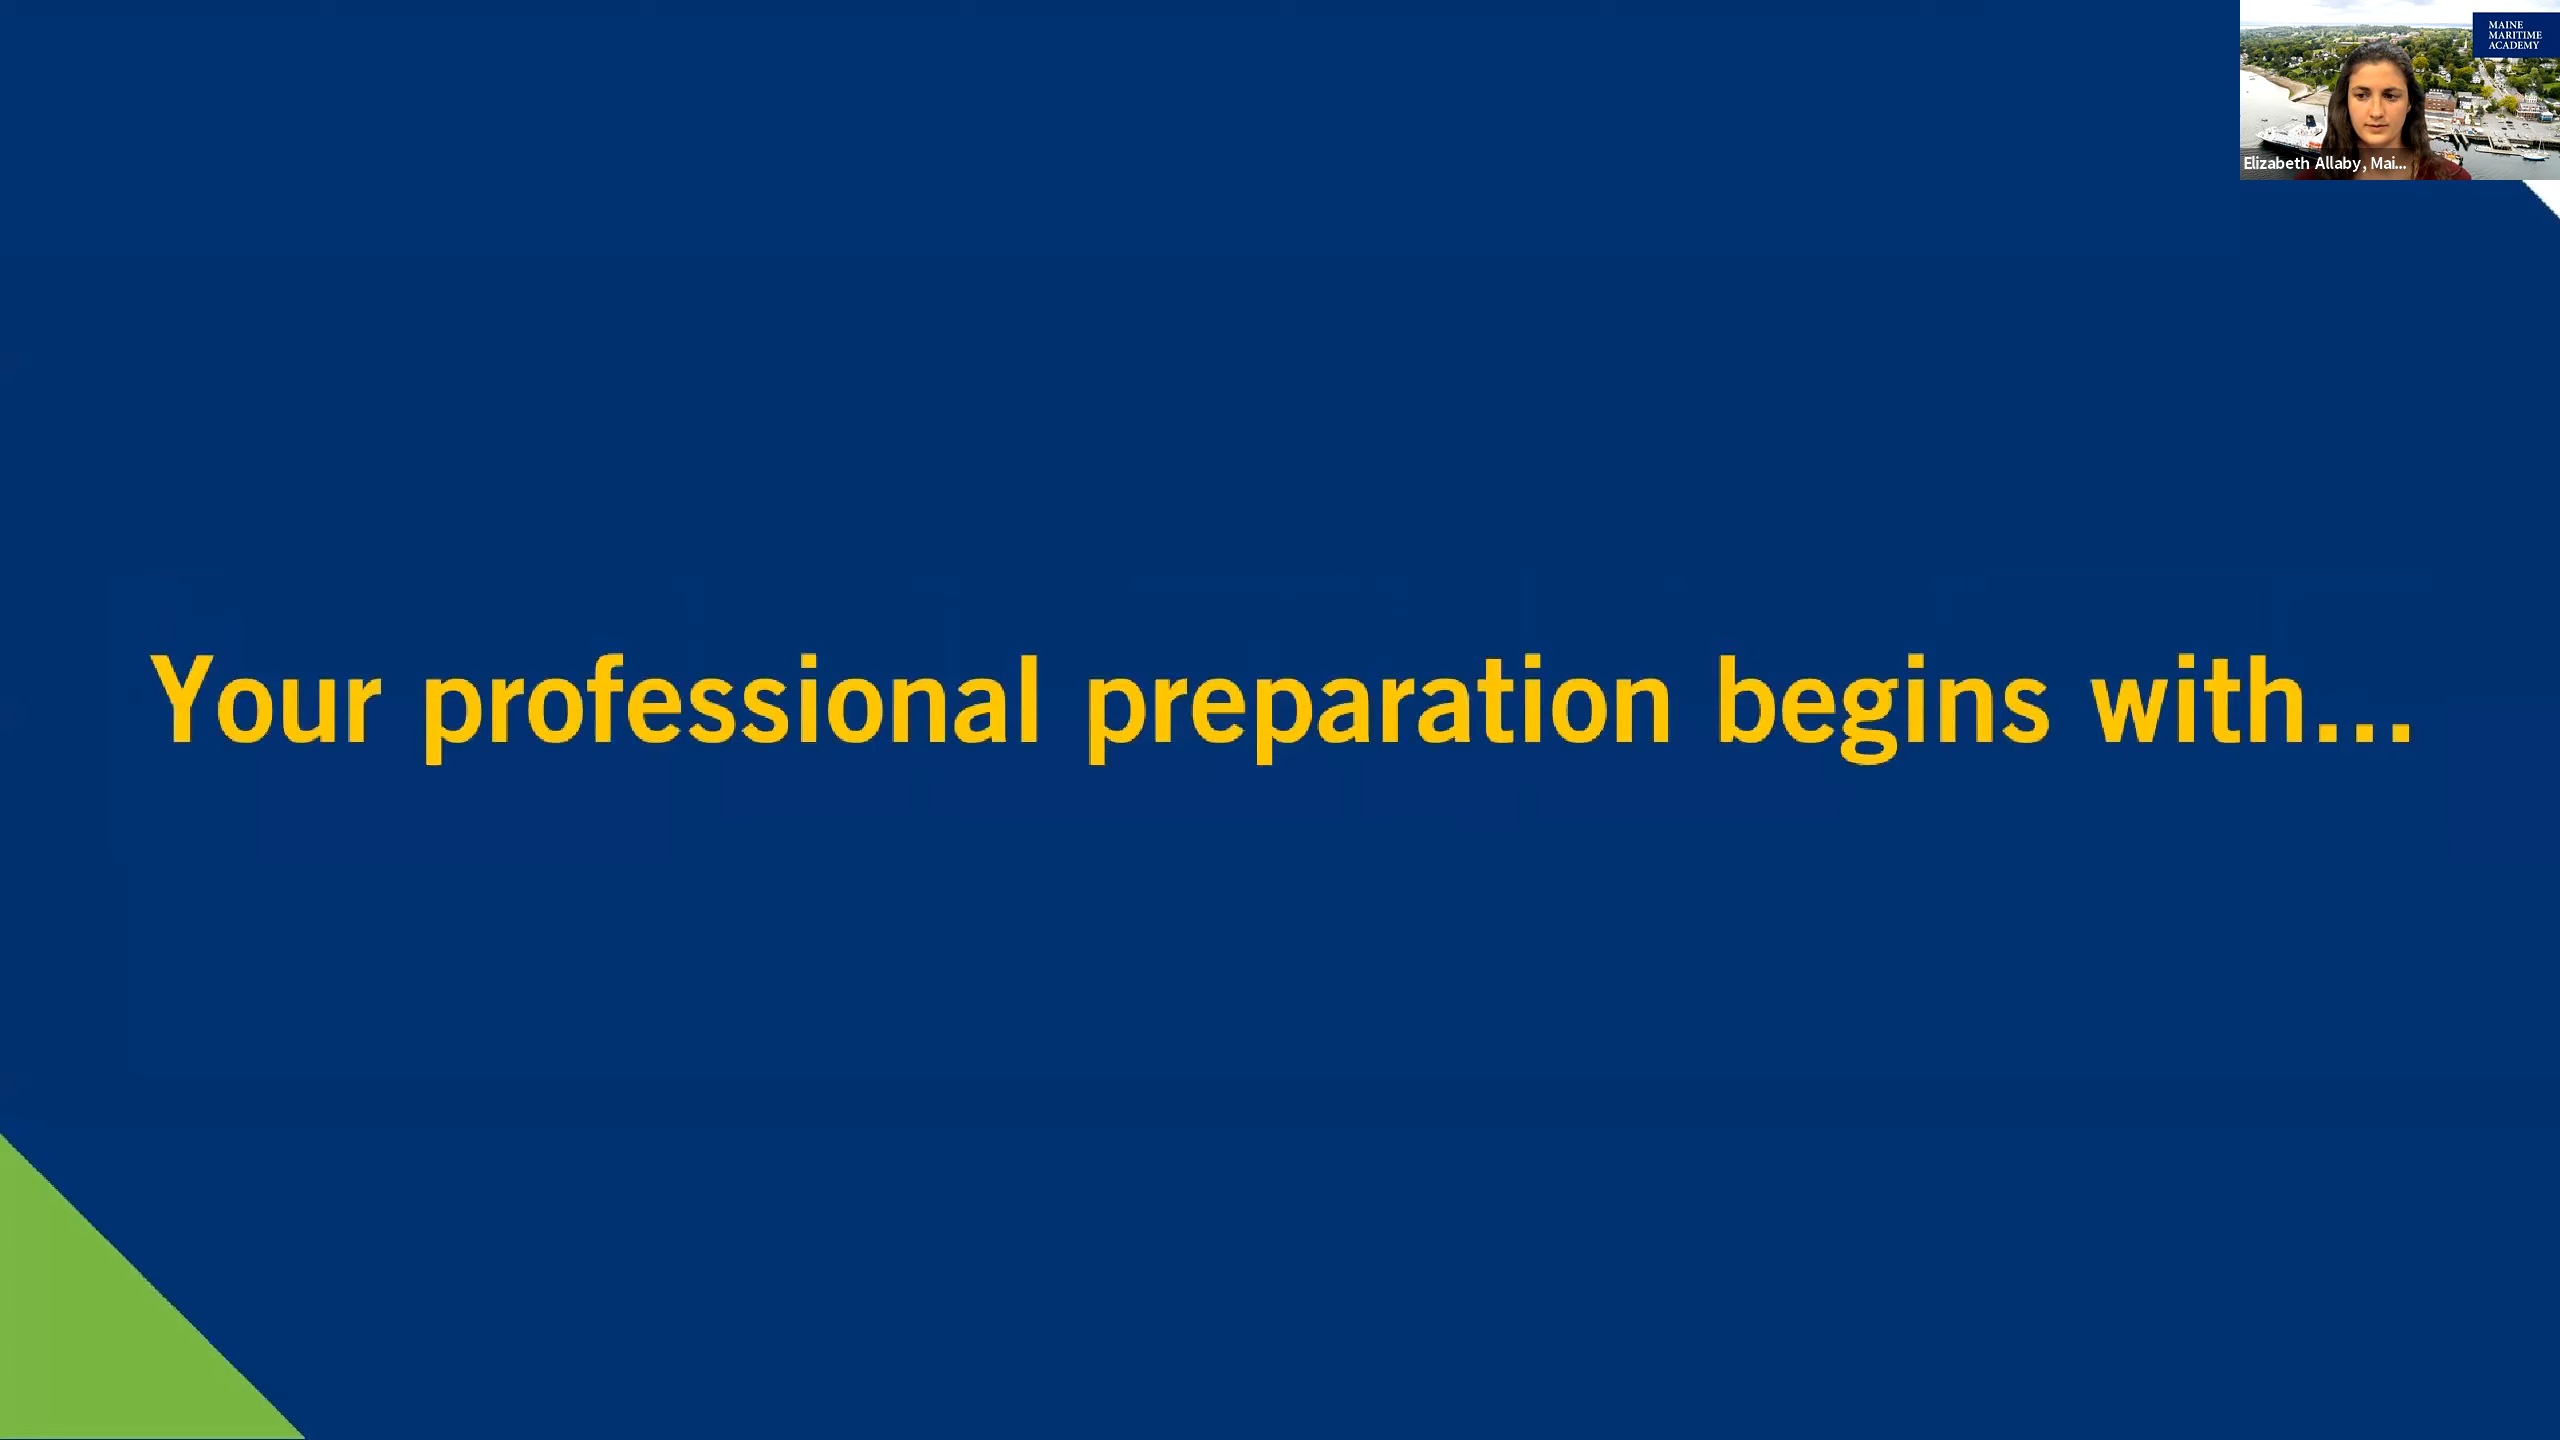 MAINE
MARITIME
ACADEMY
Elizabeth Allaby, Mai...
Your professional preparation begins with...